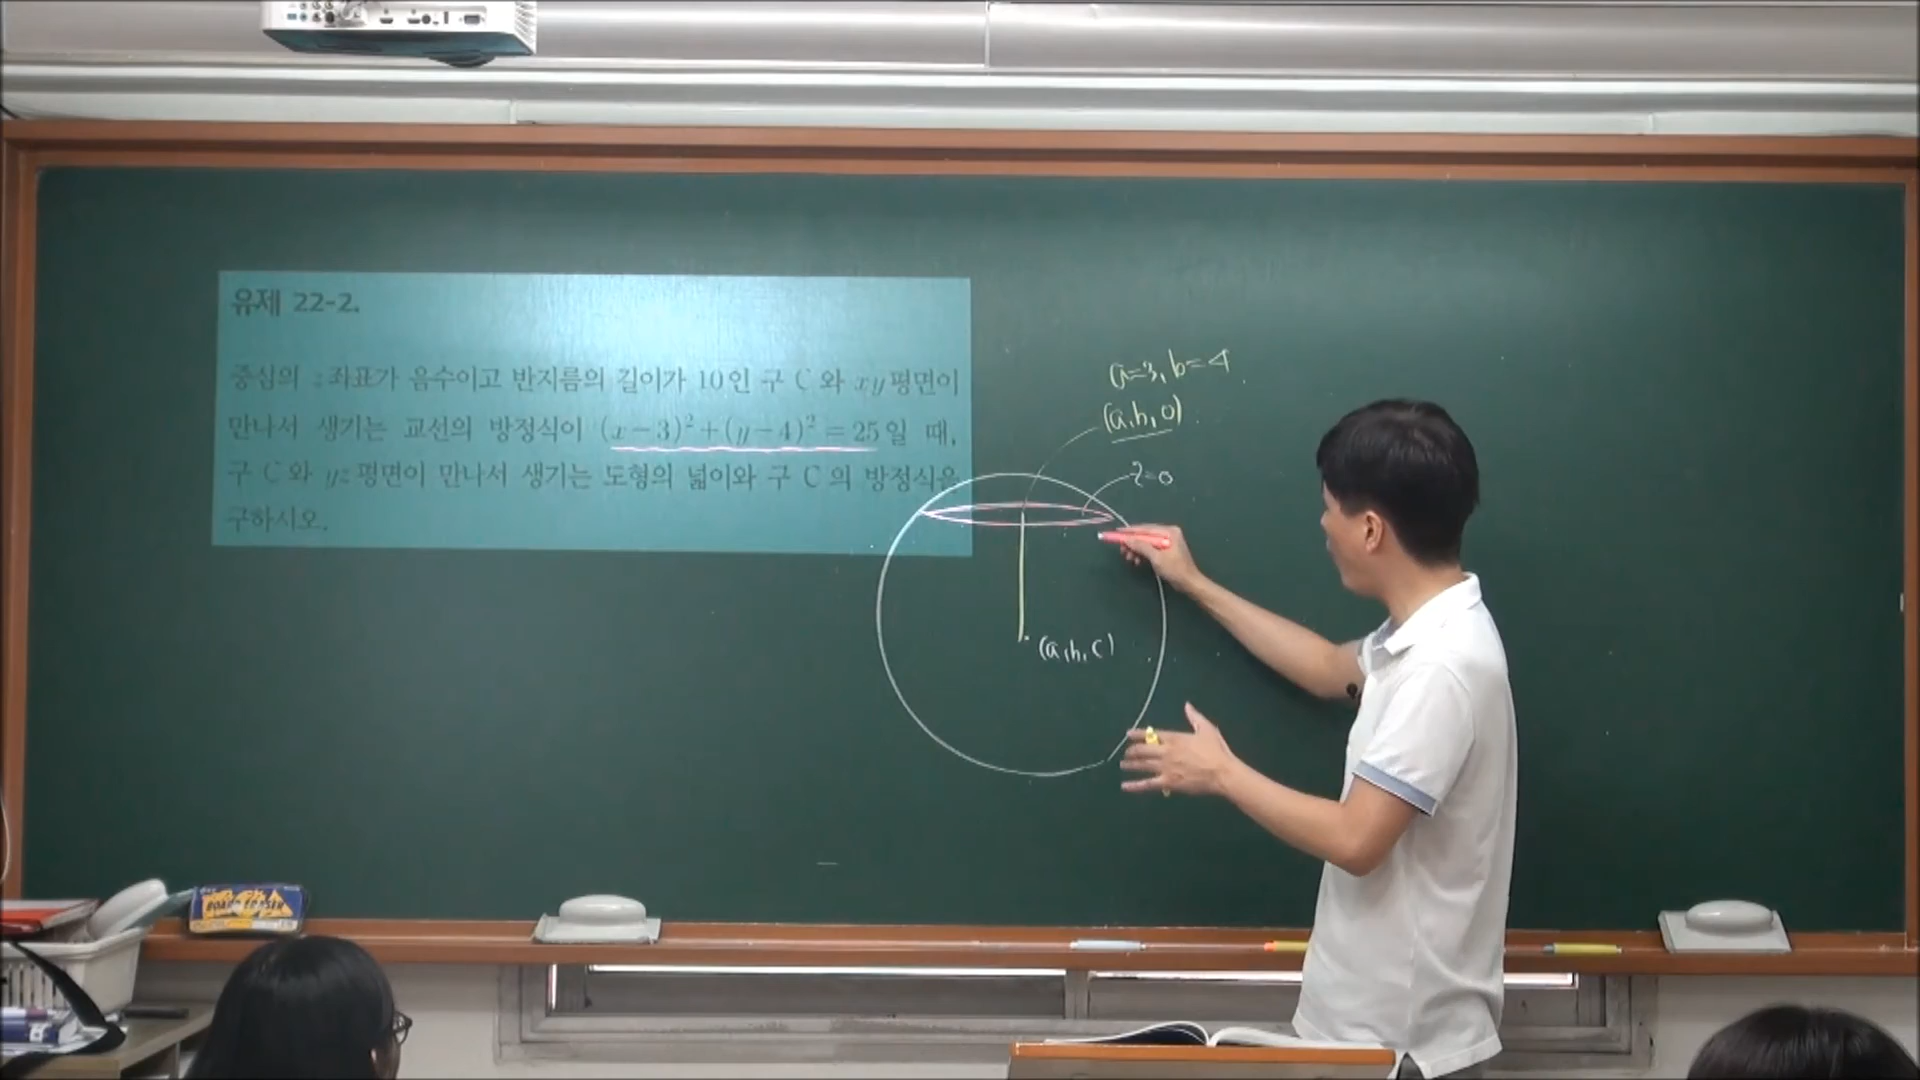 유제 22-2.
중심의 z좌표가 음수이고 반지름의 길이가 10인 구 C와 xy평면이
만나서 생기는 교선의 방정식이 (x-3)²+(y-4)²=25일 때,
구 C와 yz평면이 만나서 생기는 도형의 넓이와 구 C의 방정식은
구하시오.
a=3, b=4
(a,b,0)
z=0
(a,b,c)
BOARD ERASER